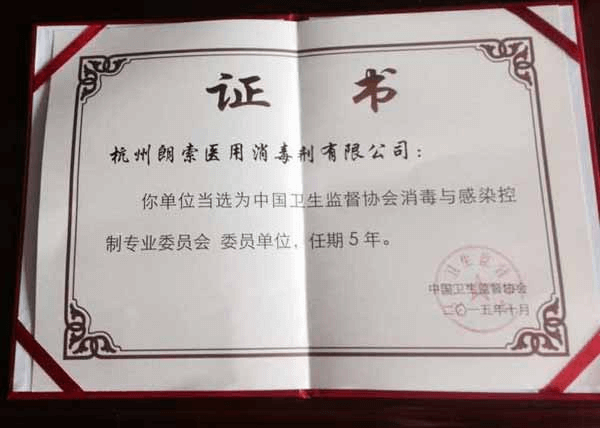 证 书
杭州朗索医用消毒剂有限公司：
你单位当选为中国卫生监督协会消毒与感染控
制专业委员会 委员单位，任期5年。
中国卫生监督协会
二〇一五年十月